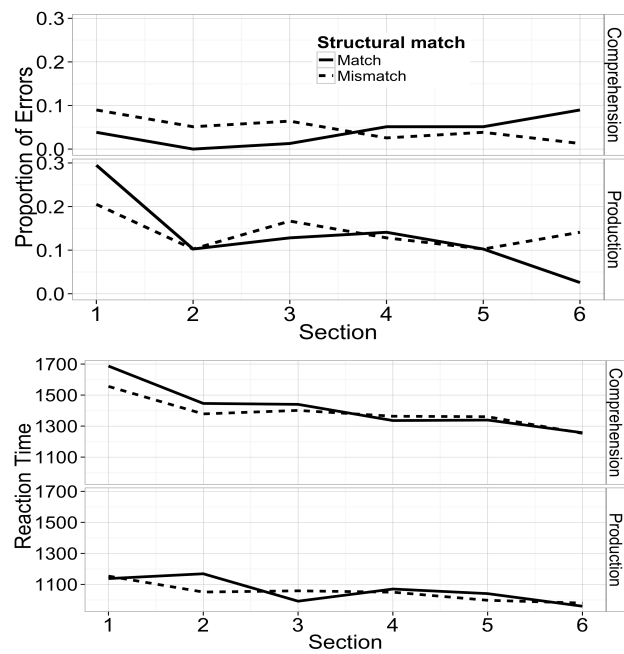 Structural match
Match
Mismatch
Proportion of Errors
0.3
0.2
0.1
0.0
Comprehension
0.3
0.2
0.1
0.0
Production
1 2 3 4 5 6
Section
Reaction Time
1700
1500
1300
1100
Comprehension
1700
1500
1300
1100
Production
1 2 3 4 5 6
Section